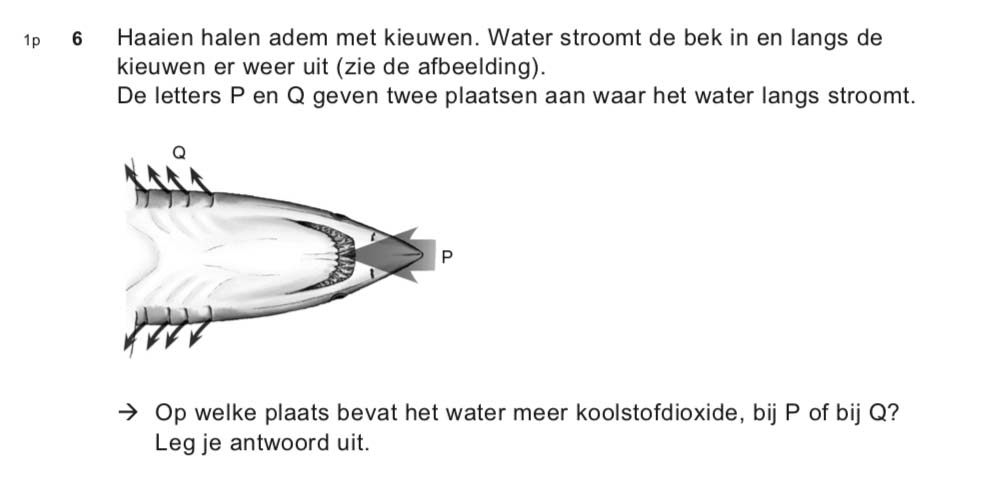 1p 6 Haaien halen adem met kieuwen. Water stroomt de bek in en langs de
kieuwen er weer uit (zie de afbeelding).
De letters P en Q geven twee plaatsen aan waar het water langs stroomt.
Q
P
→ Op welke plaats bevat het water meer koolstofdioxide, bij P of bij Q?
Leg je antwoord uit.